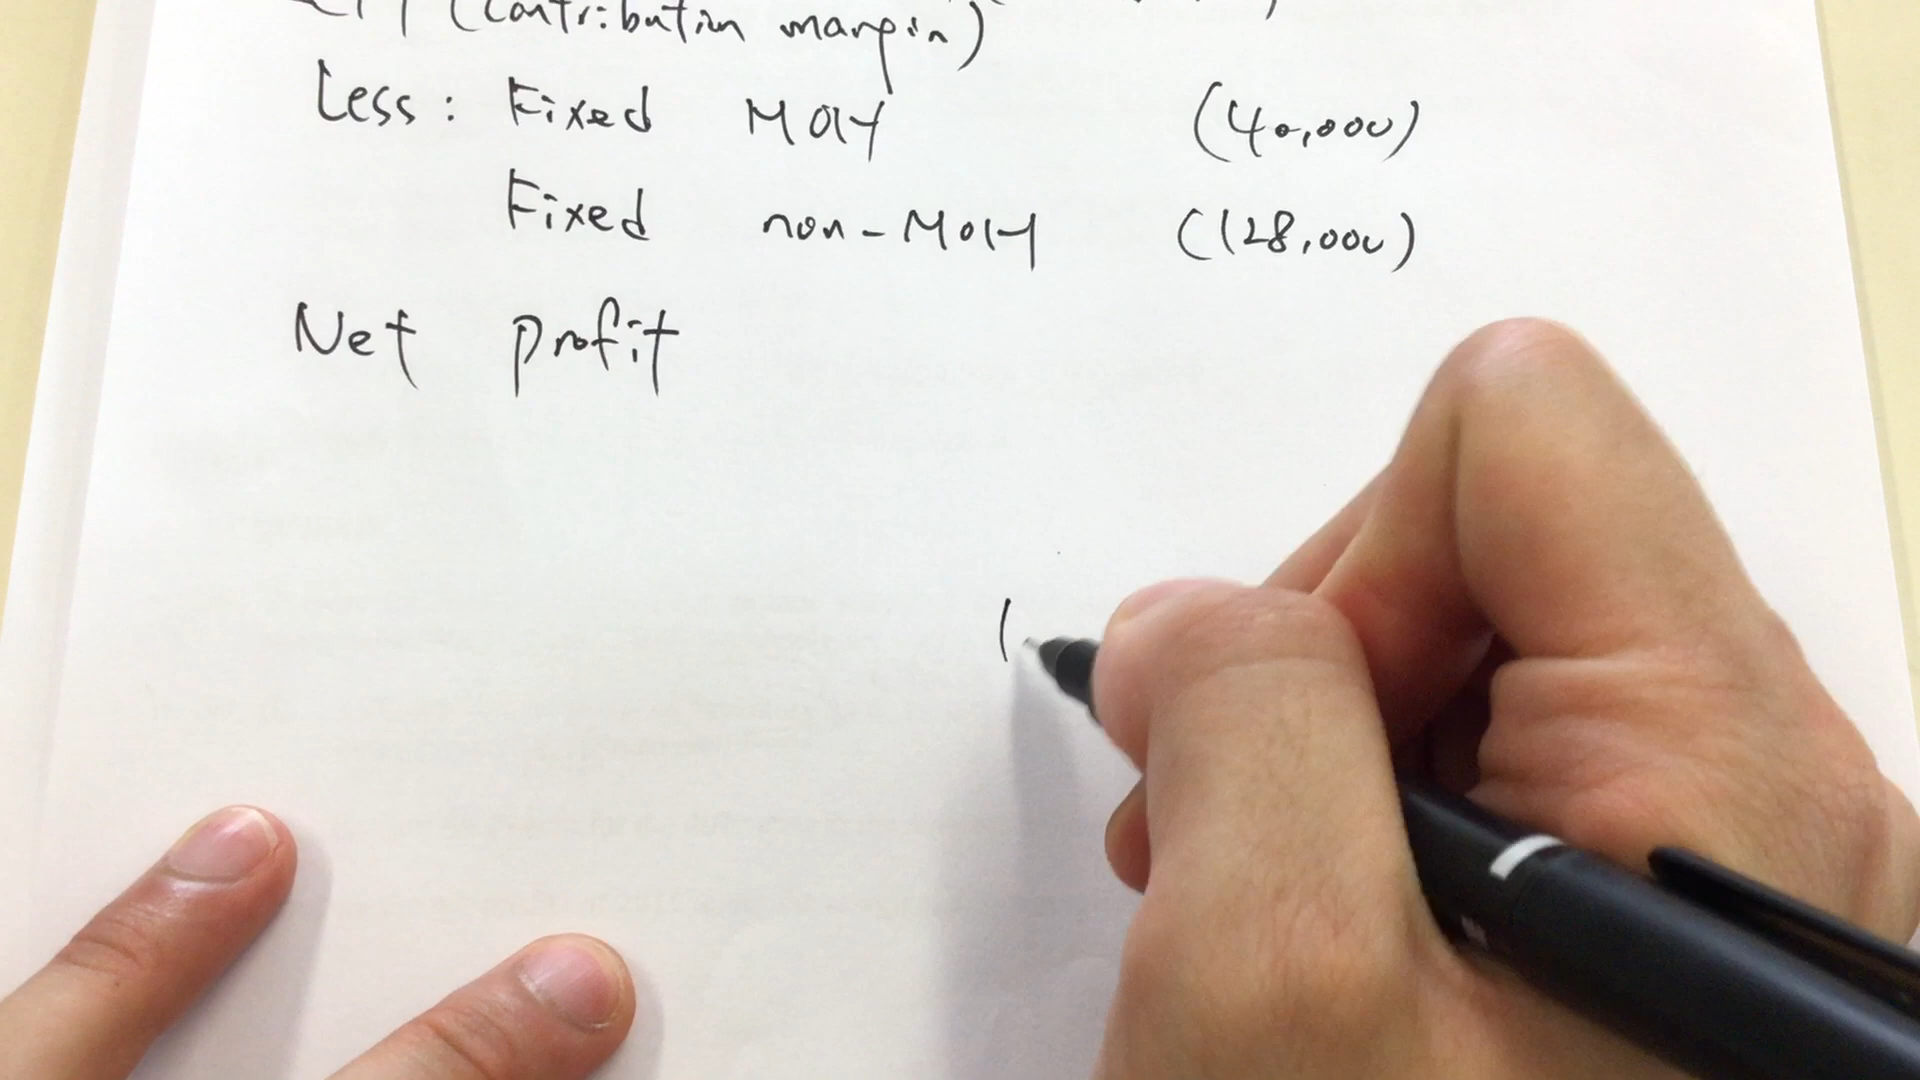 (Contribution margin)
Less: Fixed MOH (40,000)
Fixed non-MOH (128,000)
Net profit
(